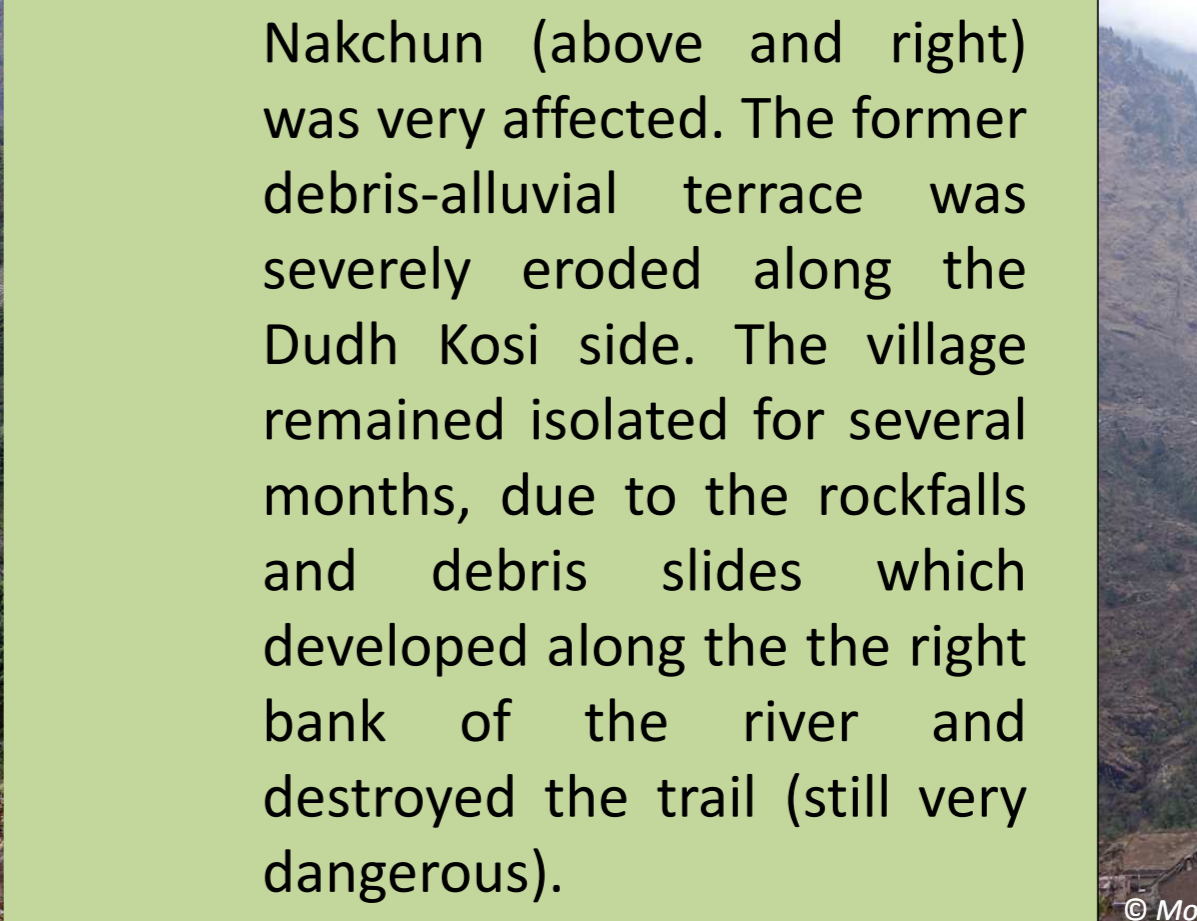 Nakchun (above and right)
was very affected. The former
debris-alluvial terrace was
severely eroded along the
Dudh Kosi side. The village
remained isolated for several
months, due to the rockfalls
and debris slides which
developed along the the right
bank of the river and
destroyed the trail (still very
dangerous).
© Mo